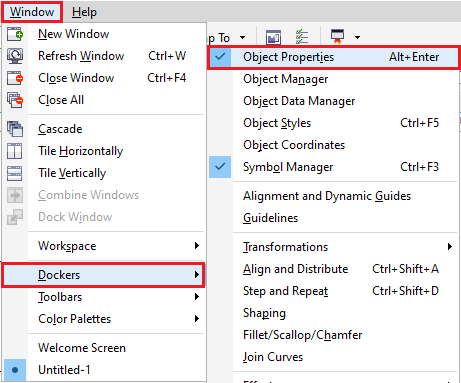 Window Help
New Window
Refresh Window Ctrl+W
Close Window Ctrl+F4
Close All
Cascade
Tile Horizontally
Tile Vertically
Combine Windows
Dock Window
Workspace
Dockers
Toolbars
Color Palettes
Welcome Screen
Untitled-1
To
Object Properties Alt+Enter
Object Manager
Object Data Manager
Object Styles Ctrl+F5
Object Coordinates
Symbol Manager Ctrl+F3
Alignment and Dynamic Guides
Guidelines
Transformations
Align and Distribute Ctrl+Shift+A
Step and Repeat Ctrl+Shift+D
Shaping
Fillet/Scallop/Chamfer
Join Curves